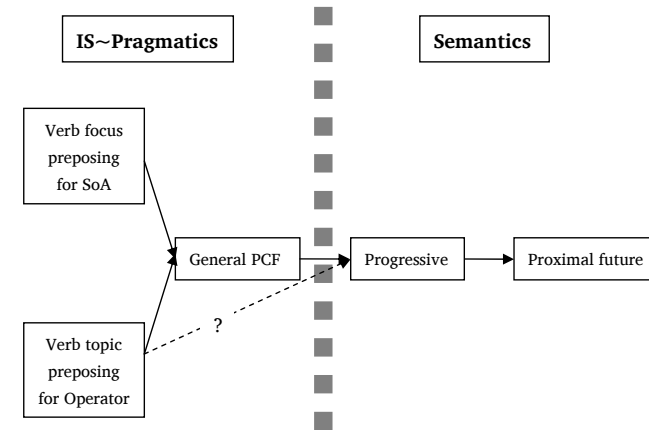 IS~Pragmatics
Semantics
Verb focus
preposing
for SoA
General PCF
Progressive
Proximal future
?
Verb topic
preposing
for Operator